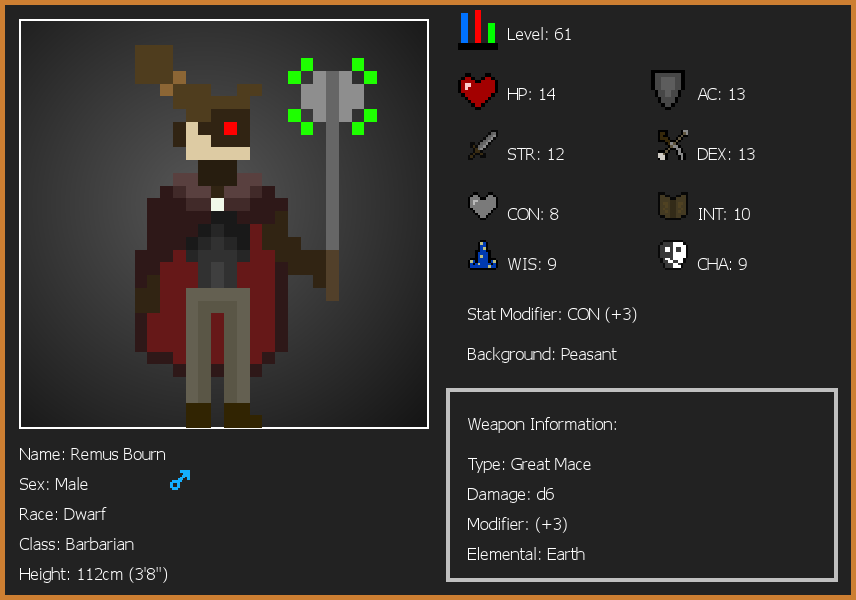 Level: 61
HP: 14
AC: 13
STR: 12
DEX: 13
CON: 8
INT: 10
WIS: 9
CHA: 9
Stat Modifier: CON (+3)
Background: Peasant
Weapon Information:
Type: Great Mace
Damage: d6
Modifier: (+3)
Elemental: Earth
Name: Remus Bourn
Sex: Male
Race: Dwarf
Class: Barbarian
Height: 112cm (3'8")